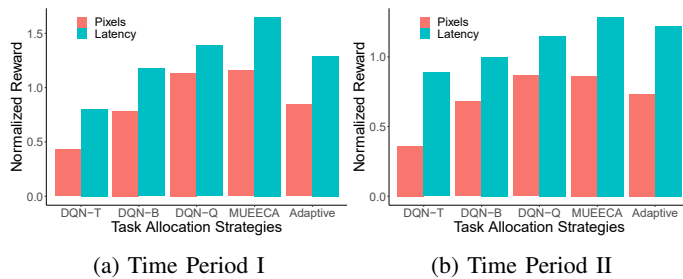 Normalized Reward
1.5
1.0
0.5
0.0
Pixels
Latency
DQN−T DQN−B DQN−Q MUEECA Adaptive
Task Allocation Strategies
(a) Time Period I
Normalized Reward
1.0
0.5
0.0
Pixels
Latency
DQN−T DQN−B DQN−Q MUEECA Adaptive
Task Allocation Strategies
(b) Time Period II